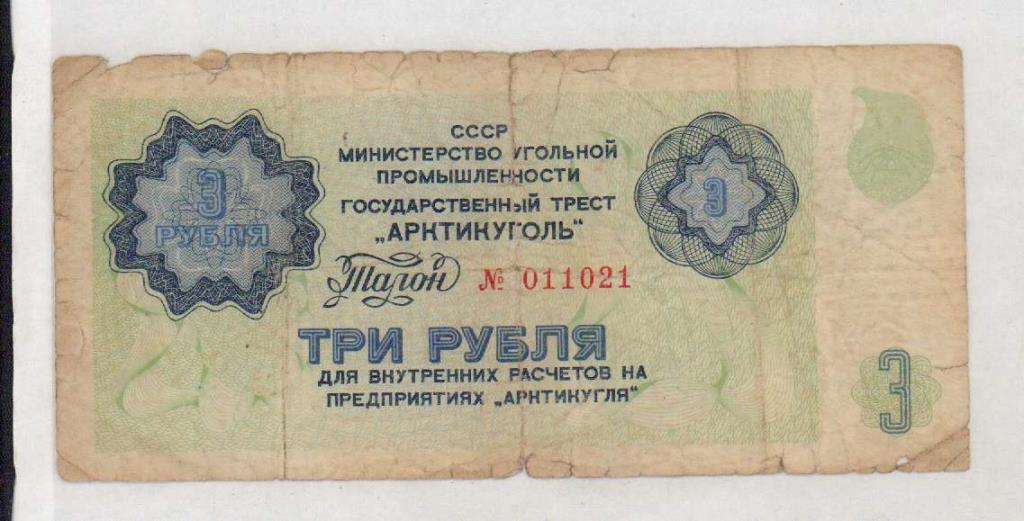 СССР
МИНИСТЕРСТВО УГОЛЬНОЙ
ПРОМЫШЛЕННОСТИ
ГОСУДАРСТВЕННЫЙ ТРЕСТ
„АРКТИКУГОЛЬ“
Талон № 011021
3
РУБЛЯ
3
ТРИ РУБЛЯ
ДЛЯ ВНУТРЕННИХ РАСЧЕТОВ НА
ПРЕДПРИЯТИЯХ „АРКТИКУГЛЯ“
3